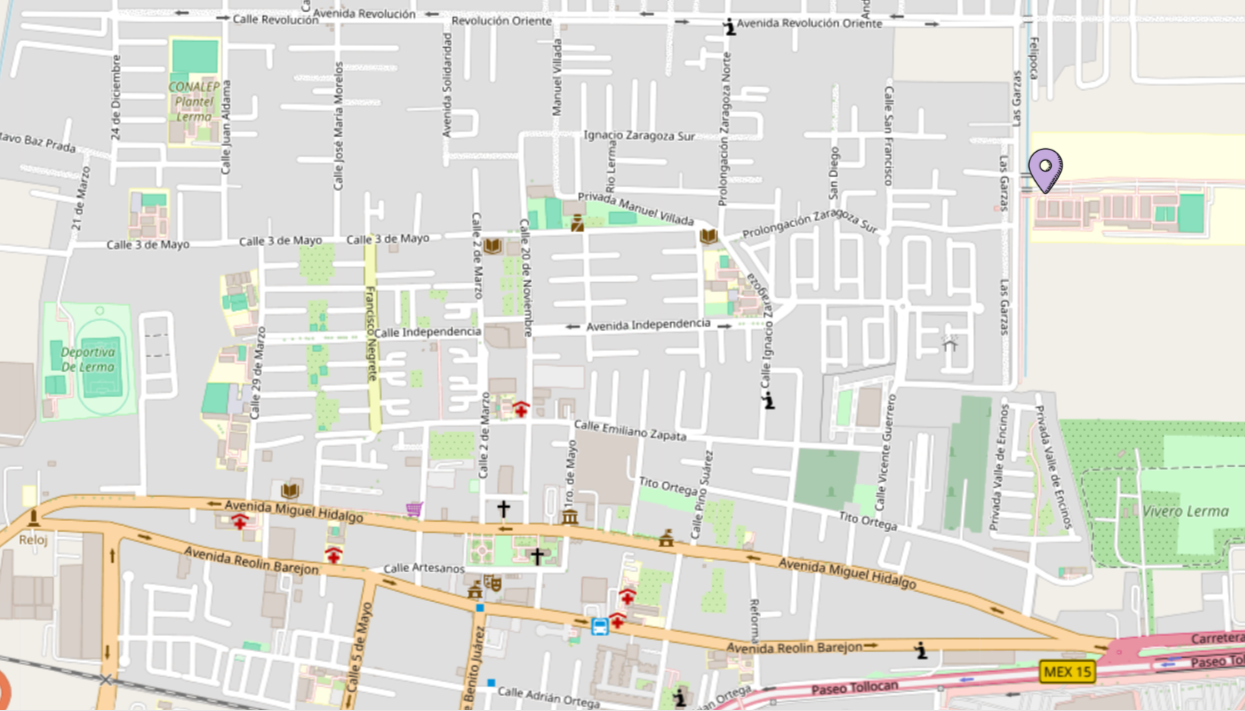 Avenida Revolución
Calle Revolución
Revolución Oriente
Avenida Revolución Oriente
Ca
And
Felipoca
Las Garzas
24 de Diciembre
CONALEP
Plantel
Lerma
Calle Juan Aldama
Calle José María Morelos
Avenida Solidaridad
Manuel Villada
Prolongación Zaragoza Norte
Calle San Francisco
Ignacio Zaragoza Sur
tavo Baz Prada
Río Lerma
San Diego
Las Garzas
21 de Marzo
Privada Manuel Villada
Prolongación Zaragoza Sur
Calle 3 de Mayo
Calle 3 de Mayo
Calle 3 de Mayo
Calle 2 de Marzo
Calle 20 de Noviembre
Las Garzas
Francisco Negrete
Calle Independencia
Avenida Independencia
Calle Ignacio Zaragoza
Deportiva
De Lerma
Calle 29 de Marzo
Calle 2 de Marzo
Calle Emiliano Zapata
1ro. de Mayo
Calle Pino Suárez
Calle Vicente Guerrero
Privada Valle de Encinos
Privada Valle de Encinos
Tito Ortega
Tito Ortega
Vivero Lerma
Avenida Miguel Hidalgo
Reloj
Avenida Reolin Barejon
Calle Artesanos
Avenida Miguel Hidalgo
Calle 5 de Mayo
e Benito Juárez
Reforma
Avenida Reolin Barejon
Carretera
Paseo Tol
MEX 15
Paseo Tollocan
Calle Adrián Ortega
an Ortega